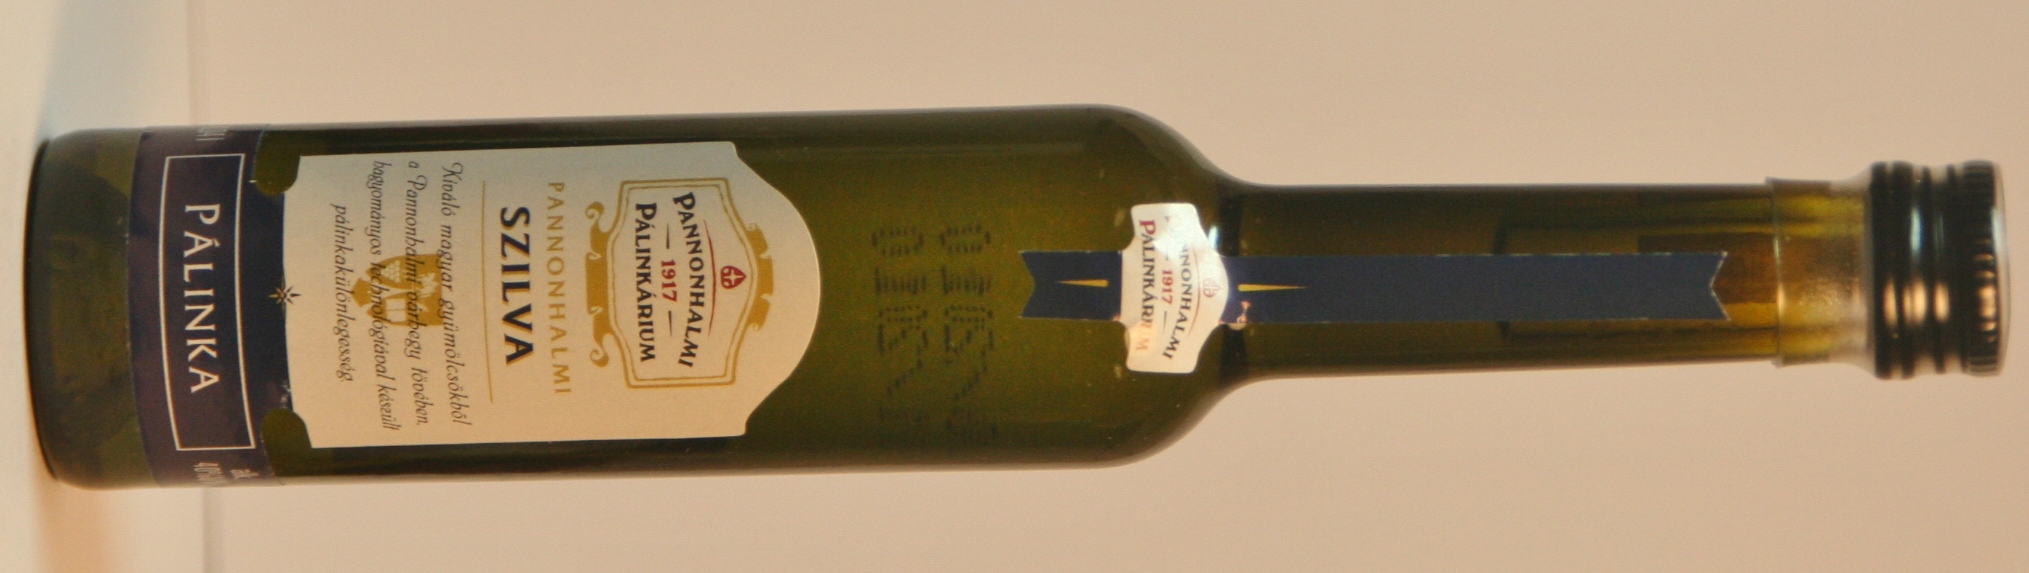 PANNONHALMI
1917
PÁLINKÁRIUM
PANNONHALMI
1917
PÁLINKÁRIUM
PANNONHALMI
SZILVA
Kiváló magyar gyümölcsökből
a Pannonhalmi várhegy tövében,
hagyományos technológiával készült
pálinkakülönlegesség
PÁLINKA